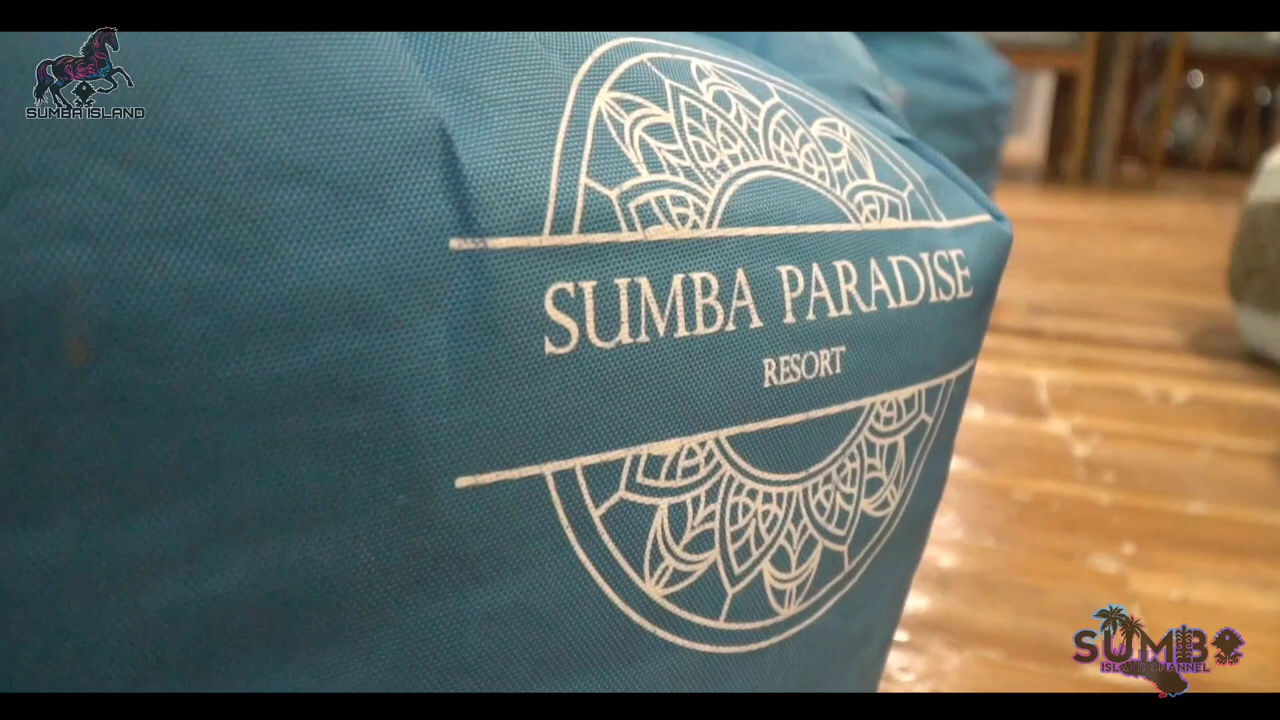 SUMBA ISLAND
SUMBA PARADISE
RESORT
SUMBA
ISLAND CHANNEL